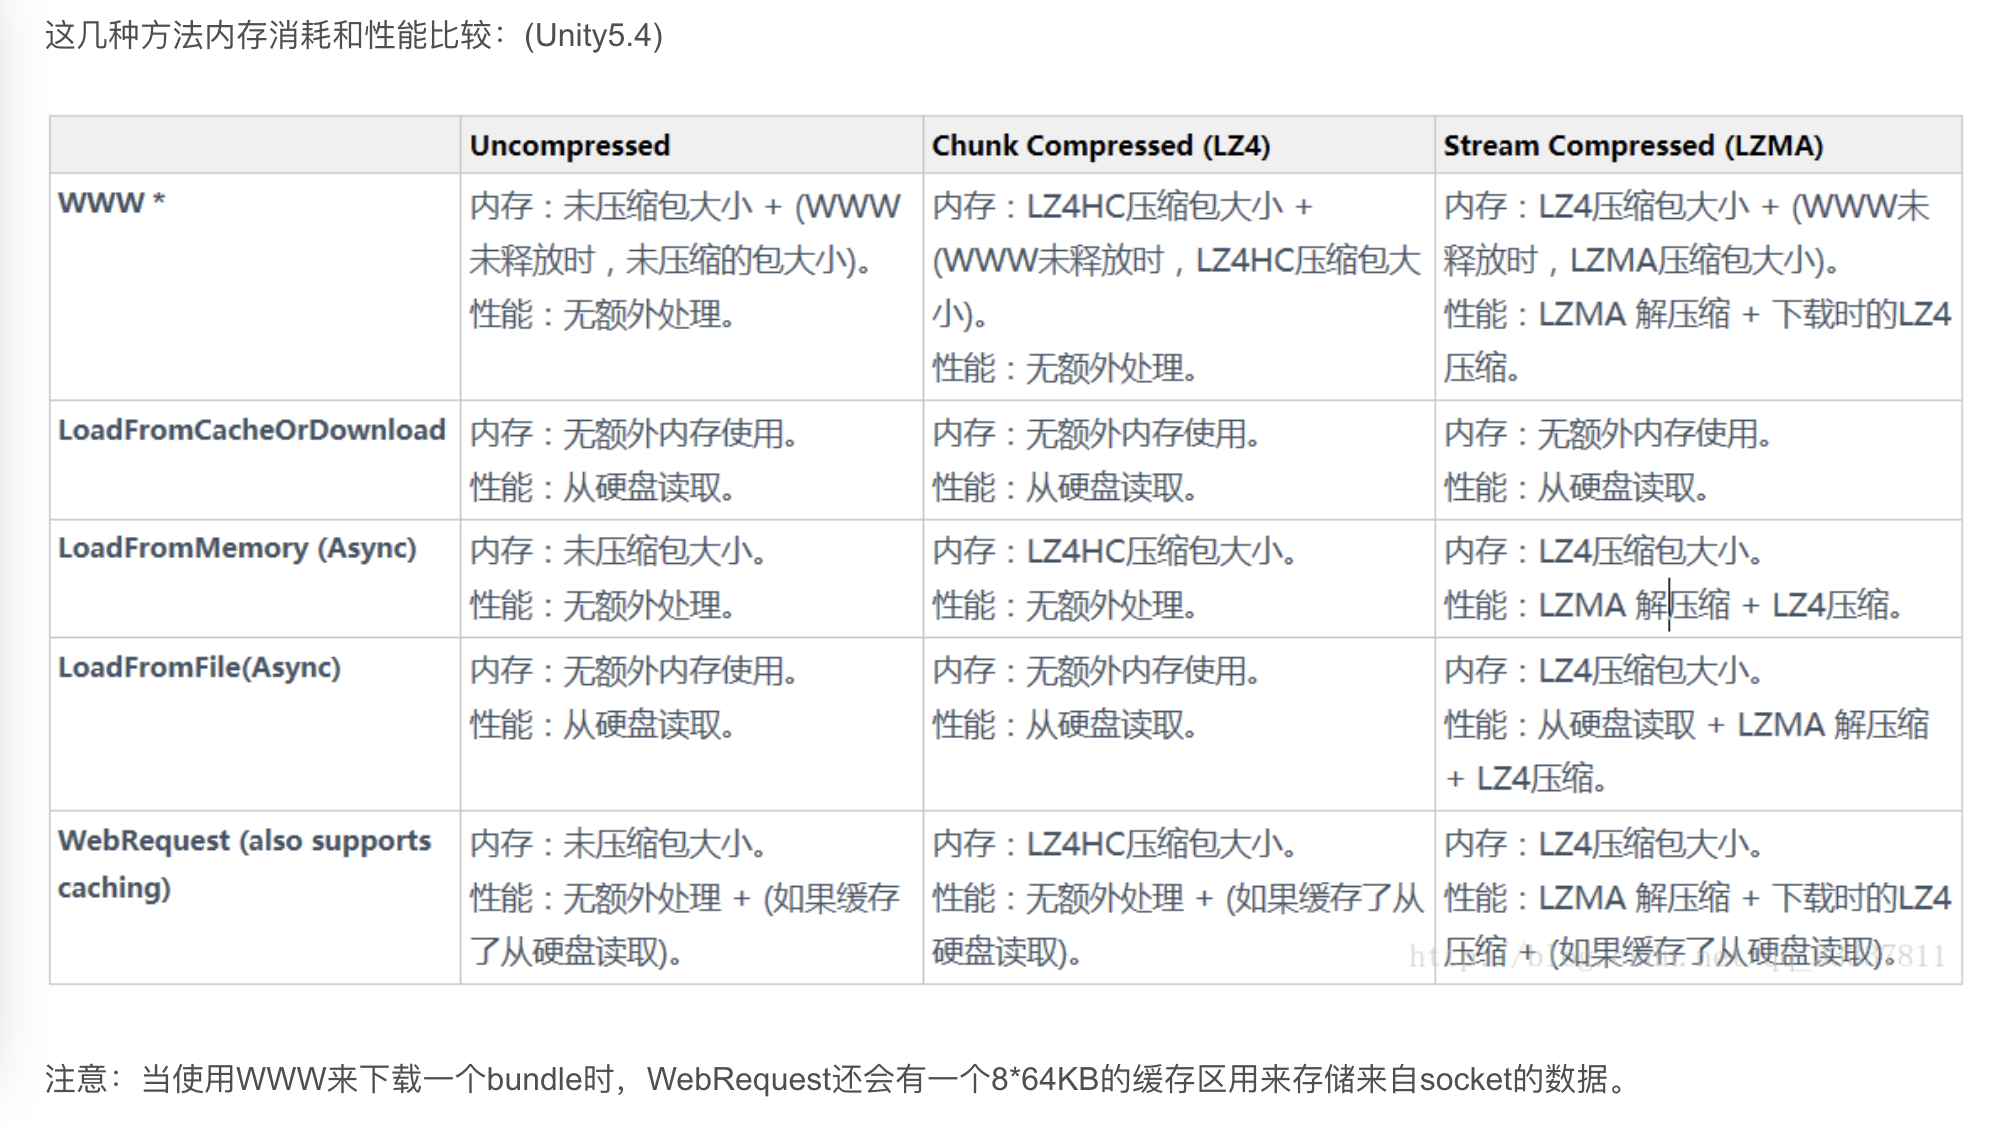 这几种方法内存消耗和性能比较：(Unity5.4)
Uncompressed
Chunk Compressed (LZ4)
Stream Compressed (LZMA)
WWW *
内存：未压缩包大小 + (WWW
未释放时，未压缩的包大小)。
性能：无额外处理。
内存：LZ4HC压缩包大小 +
(WWW未释放时，LZ4HC压缩包大
小)。
性能：无额外处理。
内存：LZ4压缩包大小 + (WWW未
释放时，LZMA压缩包大小)。
性能：LZMA 解压缩 + 下载时的LZ4
压缩。
LoadFromCacheOrDownload
内存：无额外内存使用。
性能：从硬盘读取。
内存：无额外内存使用。
性能：从硬盘读取。
内存：无额外内存使用。
性能：从硬盘读取。
LoadFromMemory (Async)
内存：未压缩包大小。
性能：无额外处理。
内存：LZ4HC压缩包大小。
性能：无额外处理。
内存：LZ4压缩包大小。
性能：LZMA 解压缩 + LZ4压缩。
LoadFromFile(Async)
内存：无额外内存使用。
性能：从硬盘读取。
内存：无额外内存使用。
性能：从硬盘读取。
内存：LZ4压缩包大小。
性能：从硬盘读取 + LZMA 解压缩
+ LZ4压缩。
WebRequest (also supports
caching)
内存：未压缩包大小。
性能：无额外处理 + (如果缓存
了从硬盘读取)。
内存：LZ4HC压缩包大小。
性能：无额外处理 + (如果缓存了从
硬盘读取)。
内存：LZ4压缩包大小。
性能：LZMA 解压缩 + 下载时的LZ4
压缩 + (如果缓存了从硬盘读取)。
注意：当使用WWW来下载一个bundle时，WebRequest还会有一个8*64KB的缓存区用来存储来自socket的数据。